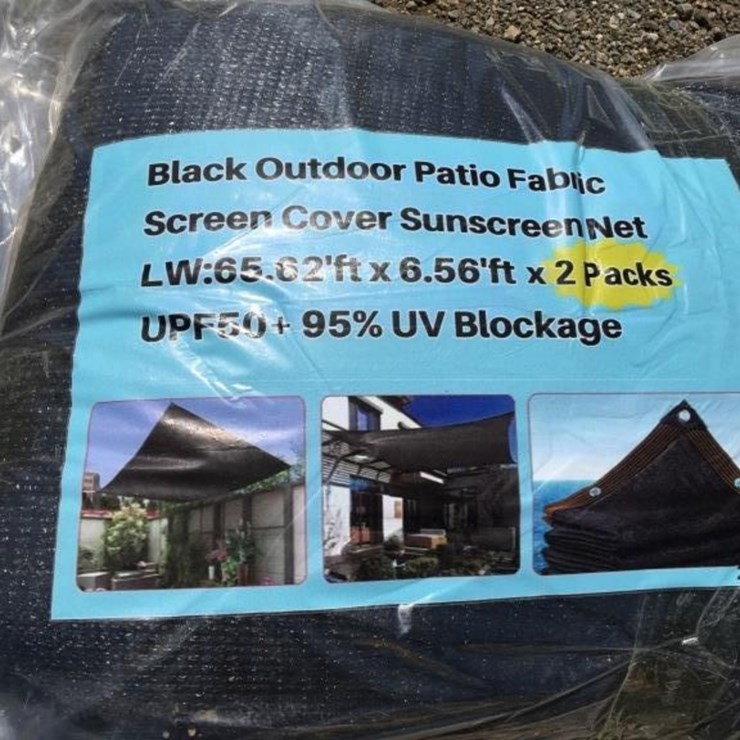 Black Outdoor Patio Fabric
Screen Cover Sunscreen Net
LW:65.62'ft x 6.56'ft x 2 Packs
UPF50+ 95% UV Blockage